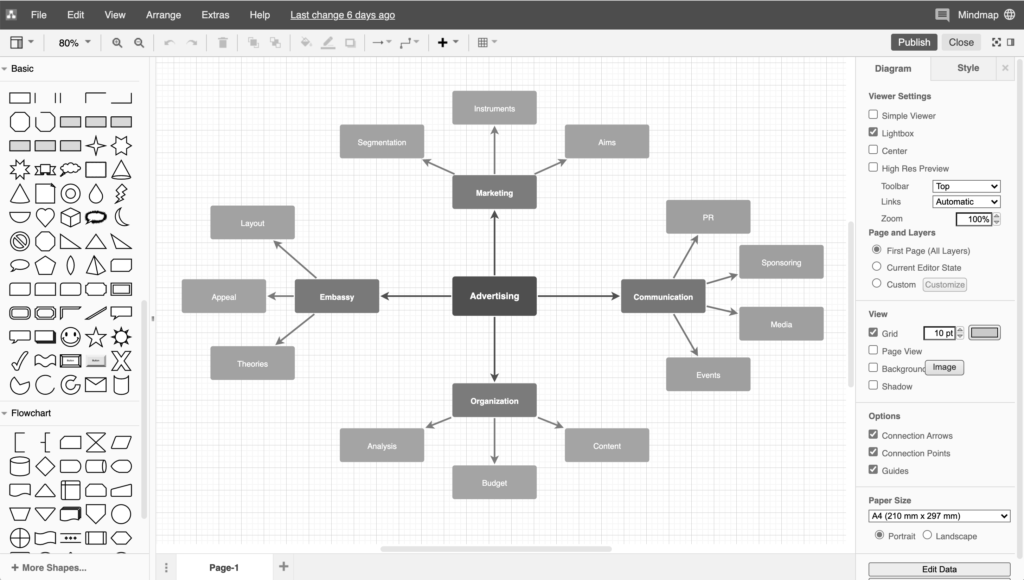 File Edit View Arrange Extras Help Last change 6 days ago Mindmap
80% Publish Close
Basic
Flowchart
+ More Shapes...
Instruments
Segmentation
Aims
Marketing
Layout
PR
Sponsoring
Appeal
Embassy
Advertising
Communication
Media
Theories
Events
Organization
Analysis
Content
Budget
Page-1
Diagram Style
Viewer Settings
Simple Viewer
Lightbox
Center
High Res Preview
Toolbar Top
Links Automatic
Zoom 100%
Page and Layers
First Page (All Layers)
Current Editor State
Custom Customize
View
Grid 10 pt
Page View
Background Image
Shadow
Options
Connection Arrows
Connection Points
Guides
Paper Size
A4 (210 mm x 297 mm)
Portrait Landscape
Edit Data